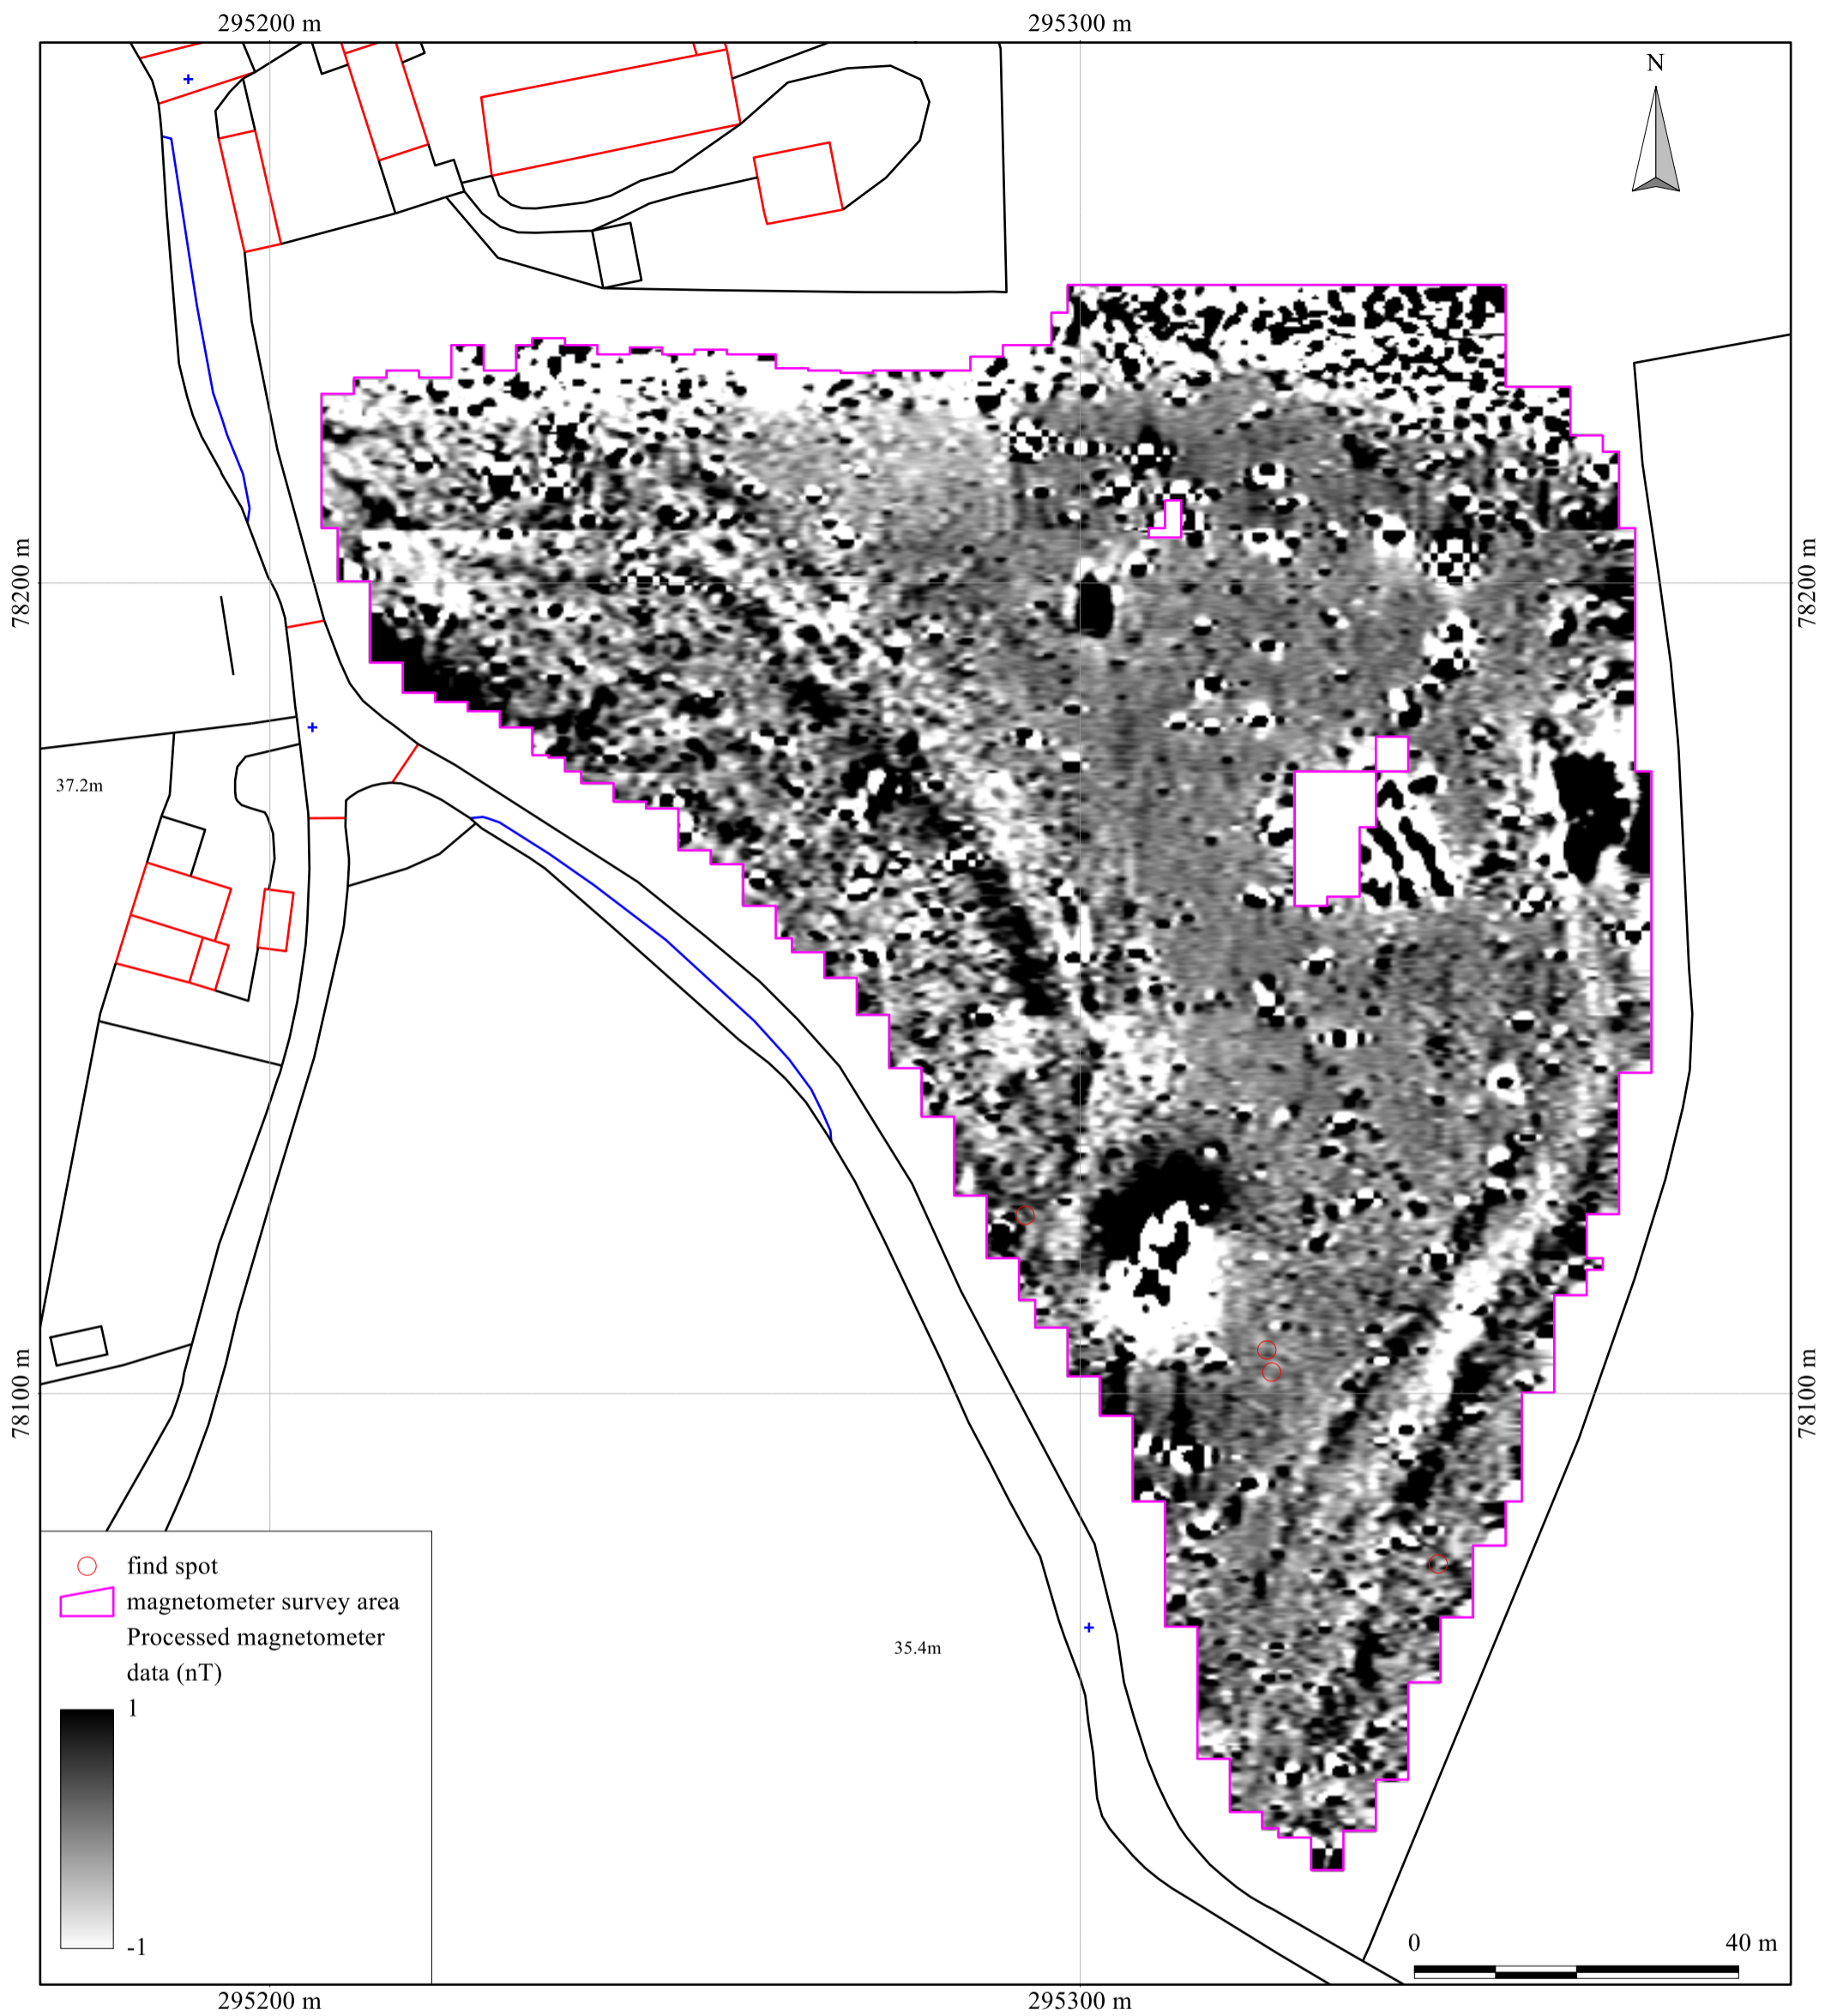 295200 m
295300 m
N
78200 m
78200 m
37.2m
78100 m
78100 m
find spot
magnetometer survey area
Processed magnetometer
data (nT)
1
-1
35.4m
0
40 m
295200 m
295300 m